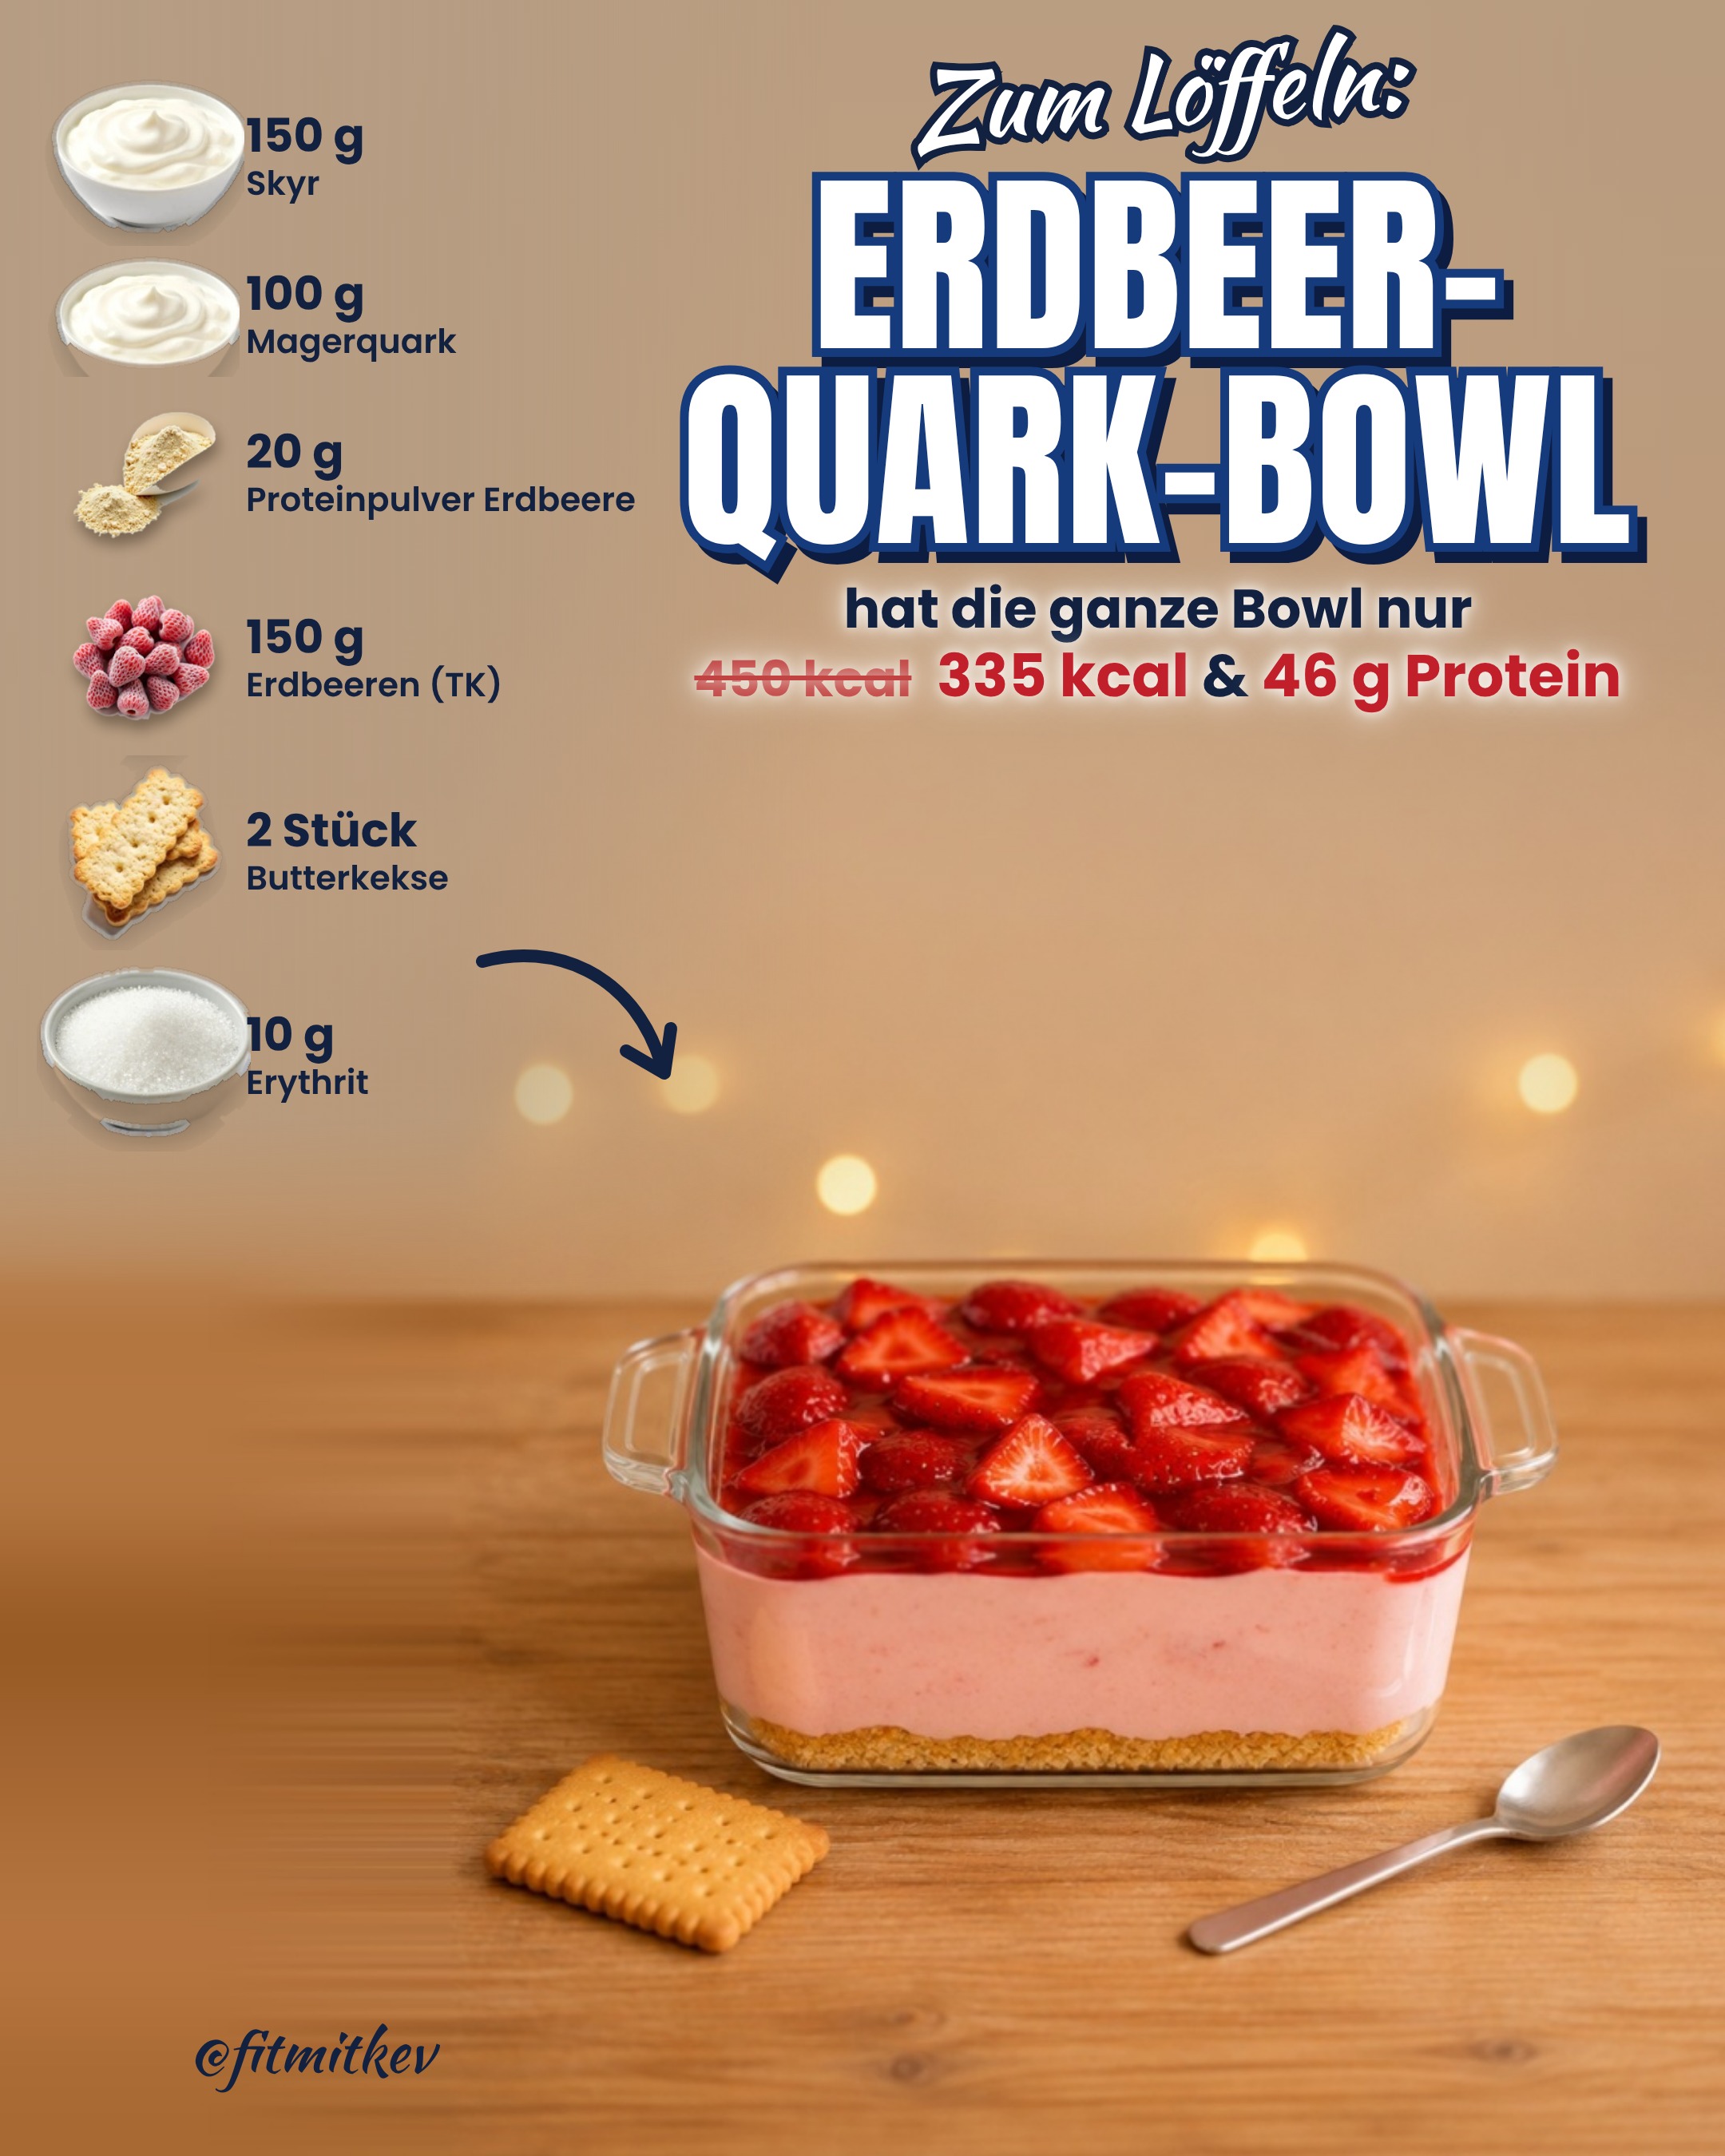 Zum Löffeln:
ERDBEER-
QUARK-BOWL
hat die ganze Bowl nur
450 kcal 335 kcal & 46 g Protein
150 g
Skyr
100 g
Magerquark
20 g
Proteinpulver Erdbeere
150 g
Erdbeeren (TK)
2 Stück
Butterkekse
10 g
Erythrit
@fitmitkev